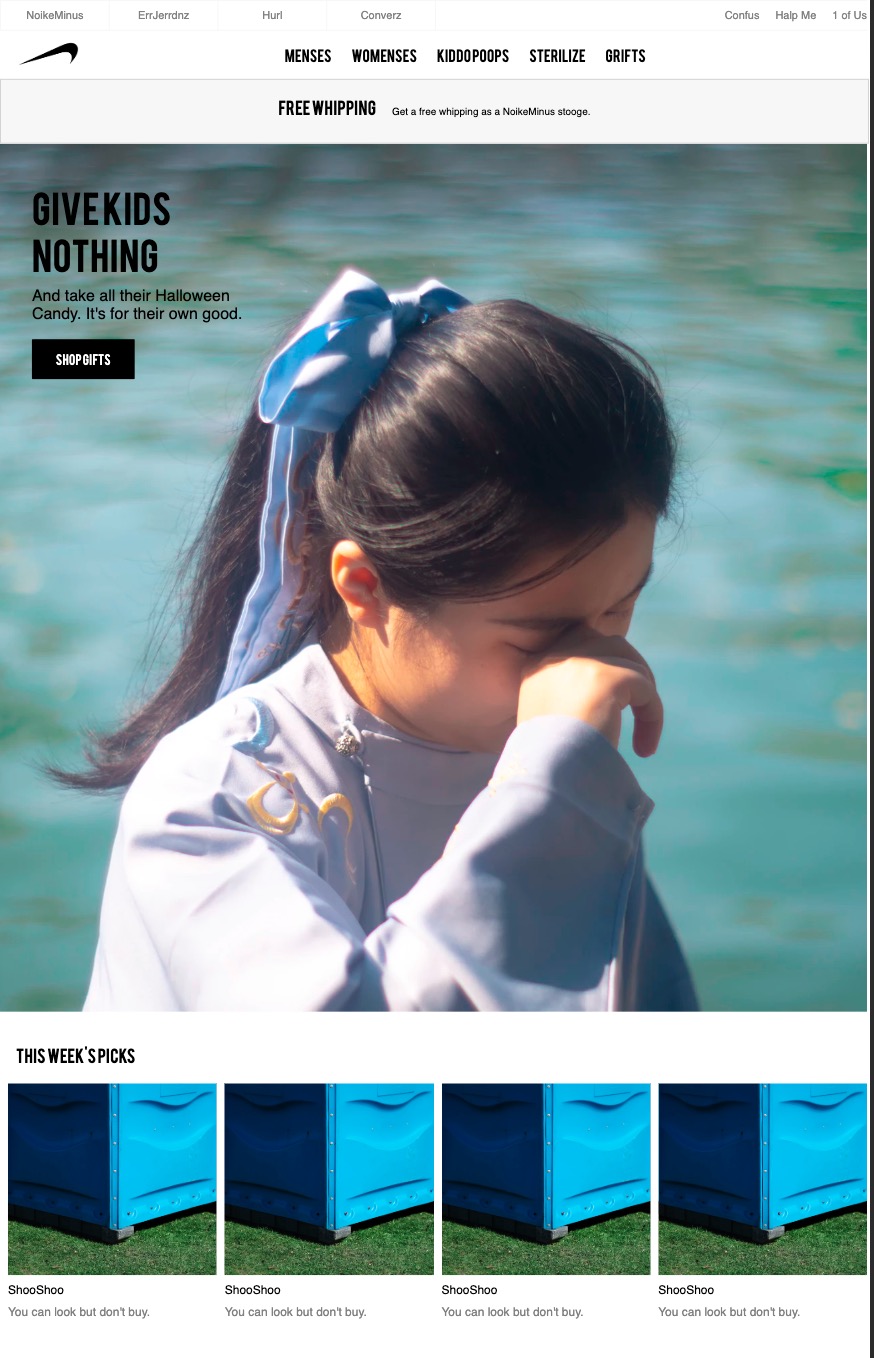 NoikeMinus ErrJerrdnz Hurl Converz Confus Halp Me 1 of Us
MENSES WOMENSES KIDDOPOOPS STERILIZE GRIFTS
FREE WHIPPING Get a free whipping as a NoikeMinus stooge.
GIVE KIDS
NOTHING
And take all their Halloween
Candy. It's for their own good.
SHOP GIFTS
THIS WEEK'S PICKS
ShooShoo ShooShoo ShooShoo ShooShoo
You can look but don't buy. You can look but don't buy. You can look but don't buy. You can look but don't buy.